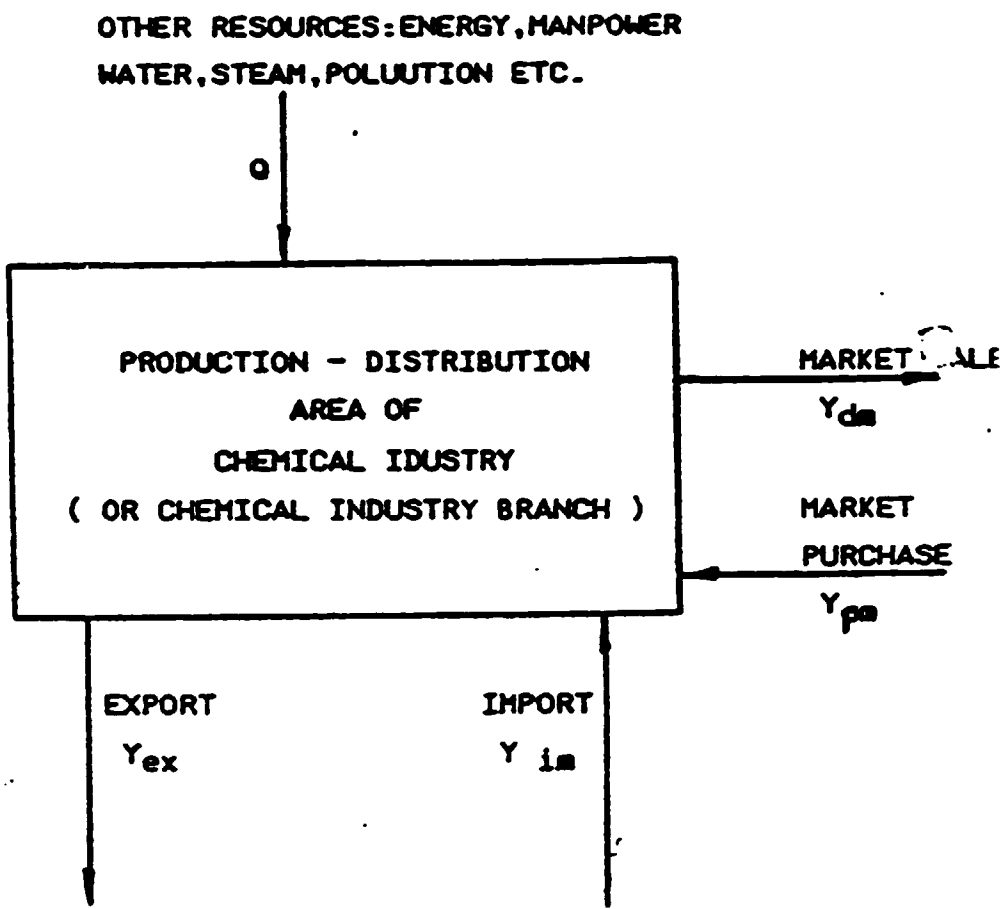 OTHER RESOURCES:ENERGY,MANPOWER
WATER,STEAM,POLUUTION ETC.
Q
PRODUCTION - DISTRIBUTION
AREA OF
CHEMICAL IDUSTRY
( OR CHEMICAL INDUSTRY BRANCH )
MARKET
Ydm
MARKET
PURCHASE
Ypm
EXPORT
Yex
IMPORT
Y im